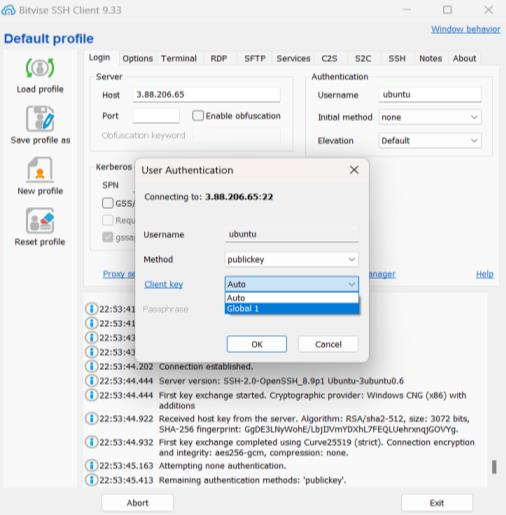 Bitvise SSH Client 9.33
Window behavior
Default profile
Load profile
Save profile as
New profile
Reset profile
Login Options Terminal RDP SFTP Services C2S S2C SSH Notes About
Server
Host 3.88.206.65
Port Enable obfuscation
Obfuscation keyword
Authentication
Username ubuntu
Initial method none
Elevation Default
Kerberos
SPN
GSS/
Requ
gssa
Proxy se
anager
Help
User Authentication
Connecting to: 3.88.206.65:22
Username ubuntu
Method publickey
Client key Auto
Auto
Global 1
Passphrase
OK Cancel
22:53:41
22:53:41
22:53:43
22:53:43
22:53:44.202 Connection established.
22:53:44.444 Server version: SSH-2.0-OpenSSH_8.9p1 Ubuntu-3ubuntu0.6
22:53:44.444 First key exchange started. Cryptographic provider: Windows CNG (x86) with
additions
22:53:44.922 Received host key from the server. Algorithm: RSA/sha2-512, size: 3072 bits,
SHA-256 fingerprint: GgDE3LNyWohE/LbJDVmYDXhL7FEQLUehrxnqJGOVYg.
22:53:44.932 First key exchange completed using Curve25519 (strict). Connection encryption
and integrity: aes256-gcm, compression: none.
22:53:45.163 Attempting none authentication.
22:53:45.413 Remaining authentication methods: 'publickey'.
Abort
Exit